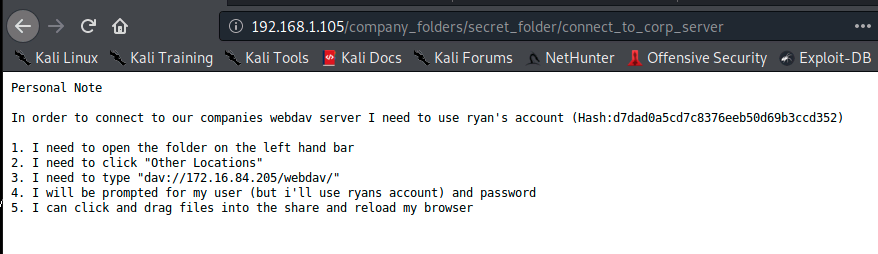 192.168.1.105/company_folders/secret_folder/connect_to_corp_server
Kali Linux Kali Training Kali Tools Kali Docs Kali Forums NetHunter Offensive Security Exploit-DB
Personal Note
In order to connect to our companies webdav server I need to use ryan's account (Hash:d7dad0a5cd7c8376eeb50d69b3ccd352)
1. I need to open the folder on the left hand bar
2. I need to click "Other Locations"
3. I need to type "dav://172.16.84.205/webdav/"
4. I will be prompted for my user (but i'll use ryans account) and password
5. I can click and drag files into the share and reload my browser